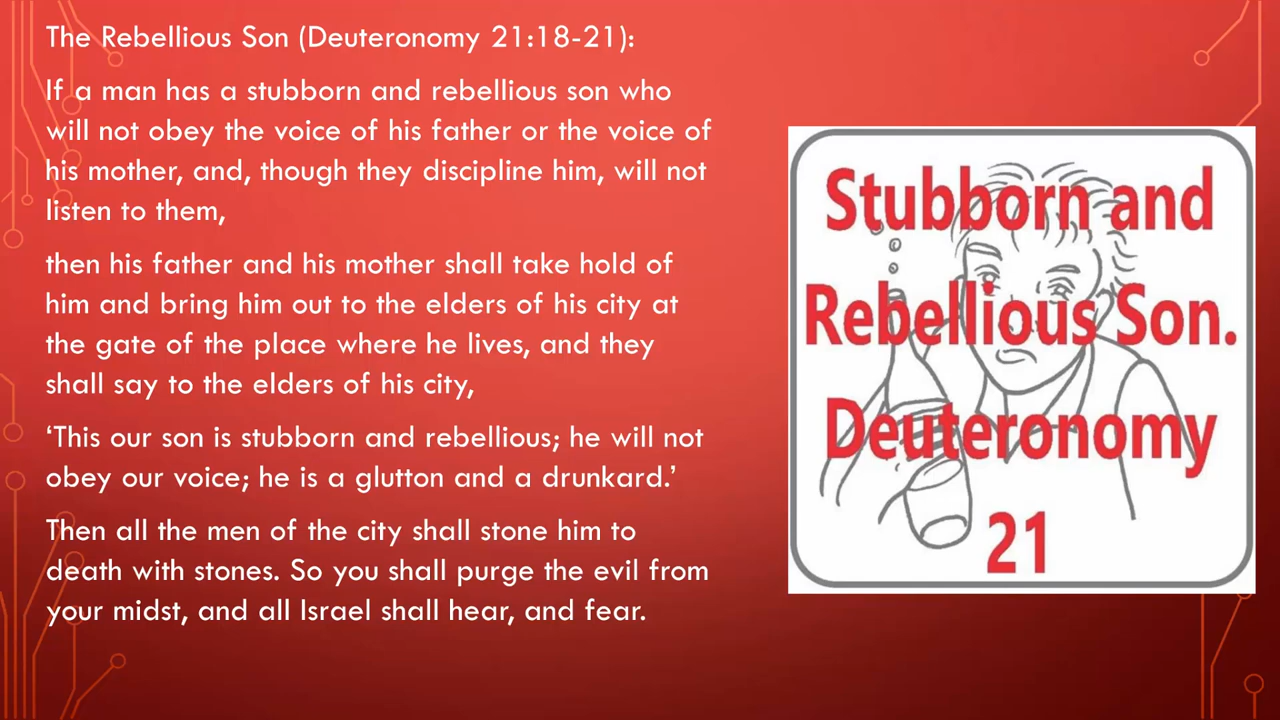 The Rebellious Son (Deuteronomy 21:18-21):
If a man has a stubborn and rebellious son who
will not obey the voice of his father or the voice of
his mother, and, though they discipline him, will not
listen to them,
then his father and his mother shall take hold of
him and bring him out to the elders of his city at
the gate of the place where he lives, and they
shall say to the elders of his city,
‘This our son is stubborn and rebellious; he will not
obey our voice; he is a glutton and a drunkard.’
Then all the men of the city shall stone him to
death with stones. So you shall purge the evil from
your midst, and all Israel shall hear, and fear.
Stubborn and
Rebellious Son.
Deuteronomy
21